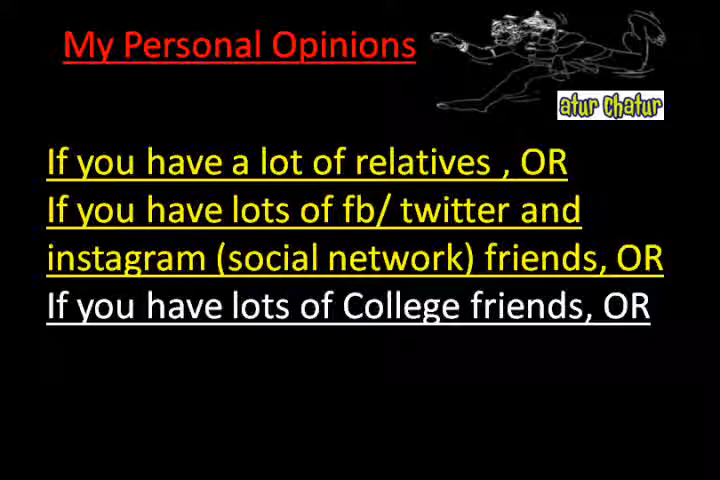 My Personal Opinions
atur chatur
If you have a lot of relatives , OR
If you have lots of fb/ twitter and
instagram (social network) friends, OR
If you have lots of College friends, OR